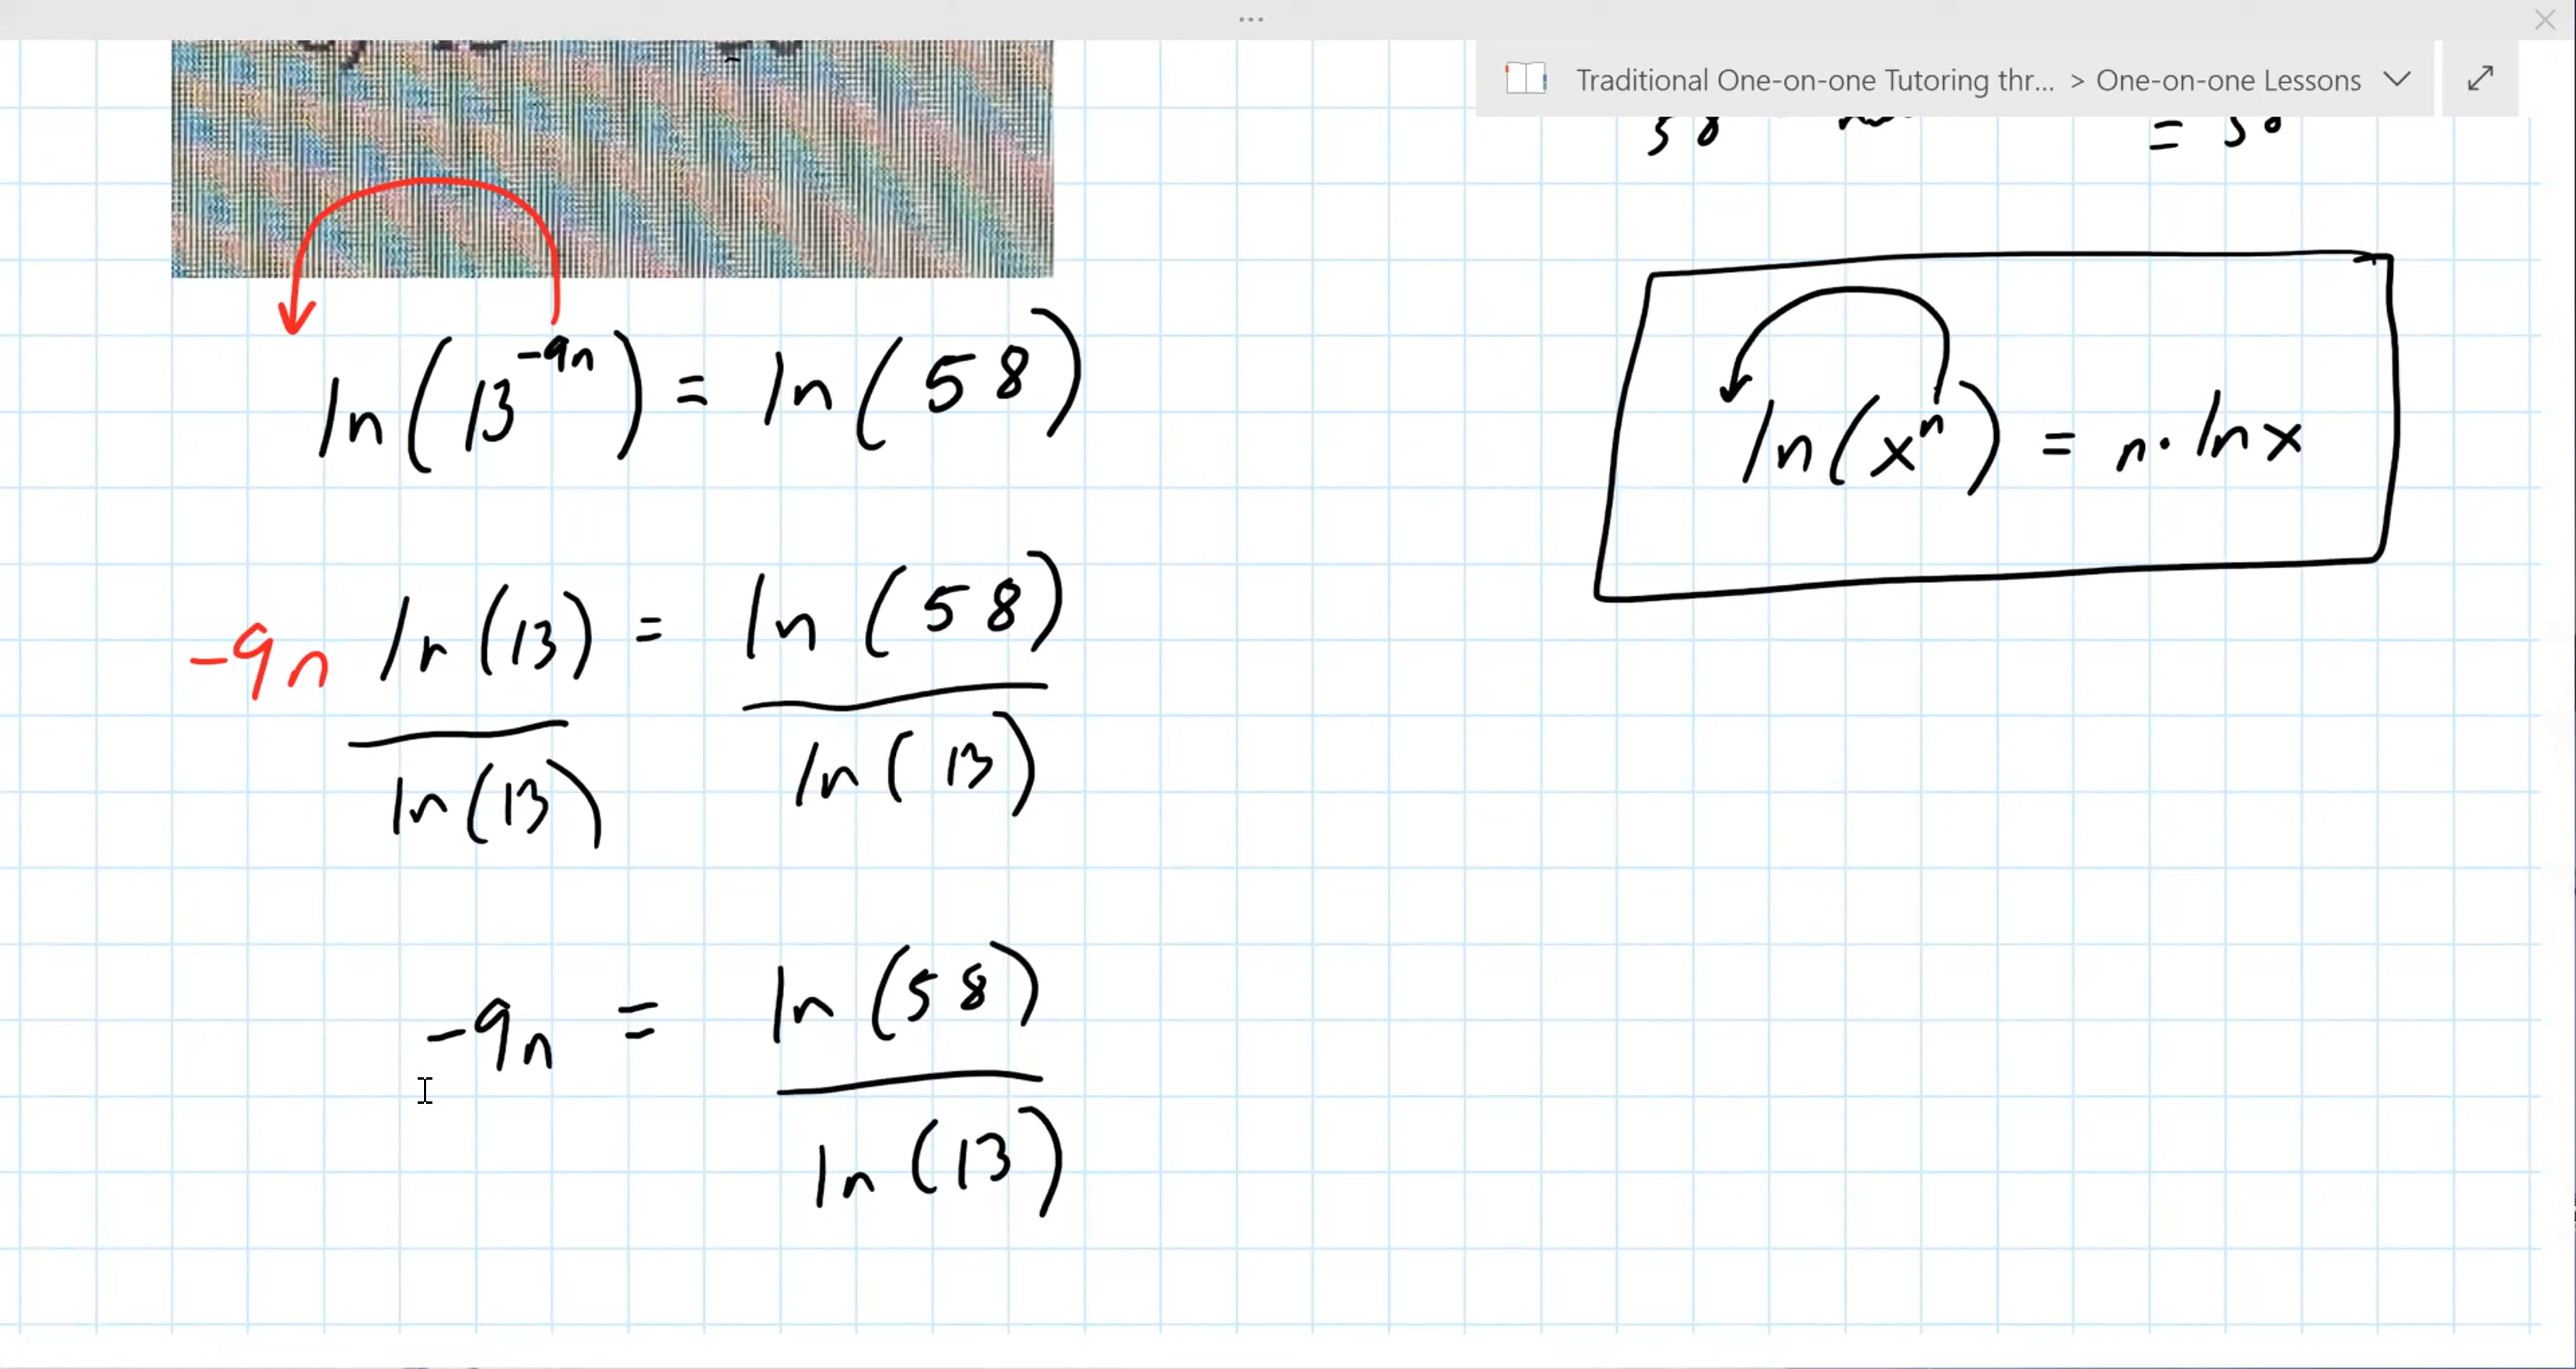 Traditional One-on-one Tutoring thr... > One-on-one Lessons
ln(13^-9n) = ln(58)
ln(x^n) = n · ln x
-9n ln(13) / ln(13) = ln(58) / ln(13)
-9n = ln(58) / ln(13)